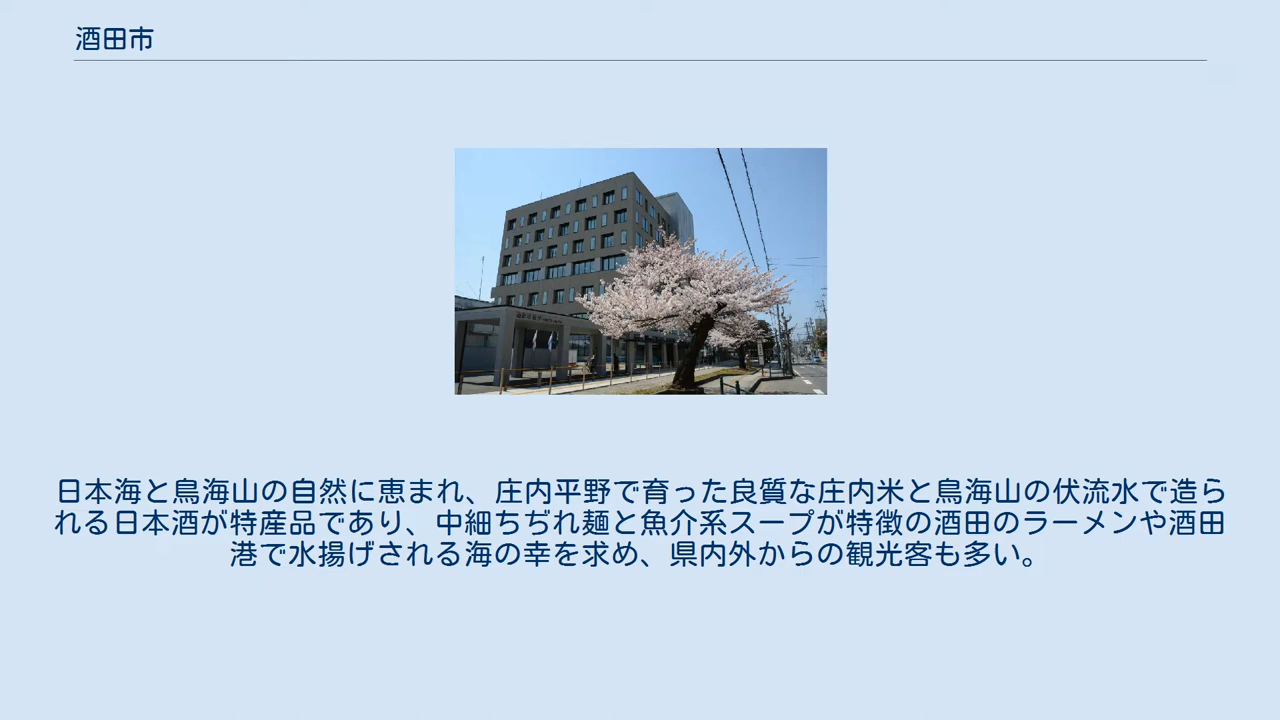 酒田市
日本海と鳥海山の自然に恵まれ、庄内平野で育った良質な庄内米と鳥海山の伏流水で造ら
れる日本酒が特産品であり、中細ちぢれ麺と魚介系スープが特徴の酒田のラーメンや酒田
港で水揚げされる海の幸を求め、県内外からの観光客も多い。